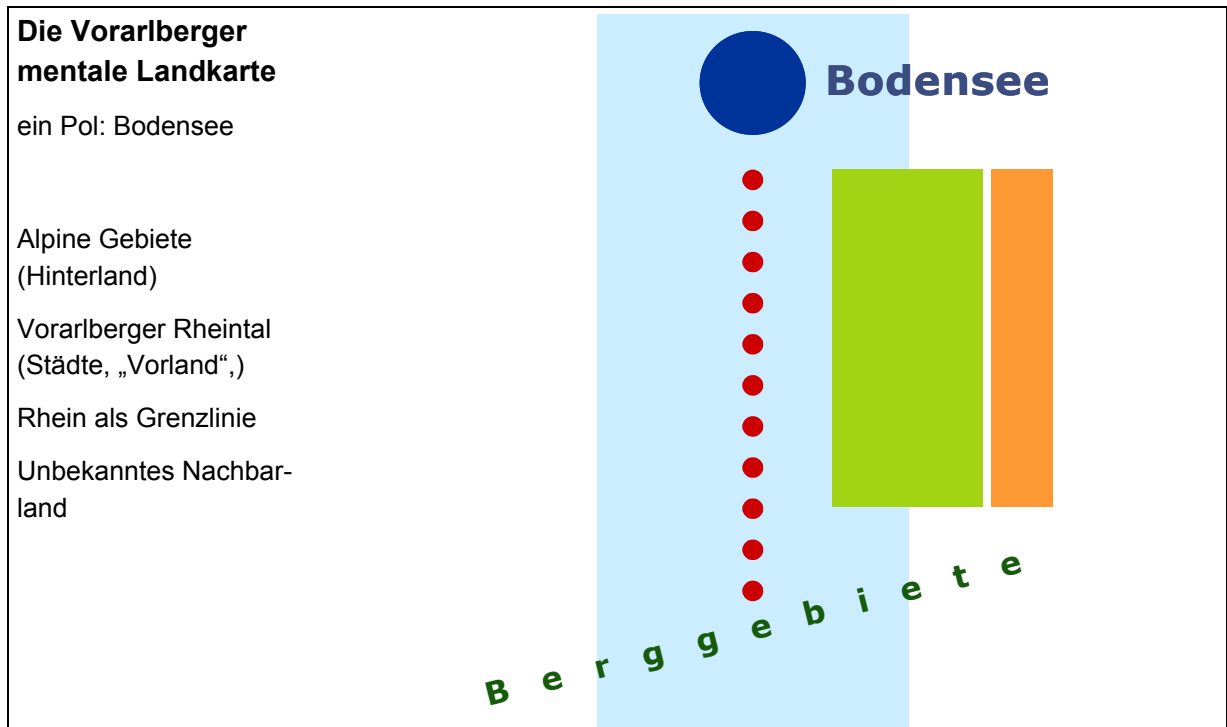 Die Vorarlberger
mentale Landkarte
ein Pol: Bodensee
Alpine Gebiete
(Hinterland)
Vorarlberger Rheintal
(Städte, „Vorland“,)
Rhein als Grenzlinie
Unbekanntes Nachbar-
land
Bodensee
Berggebiete